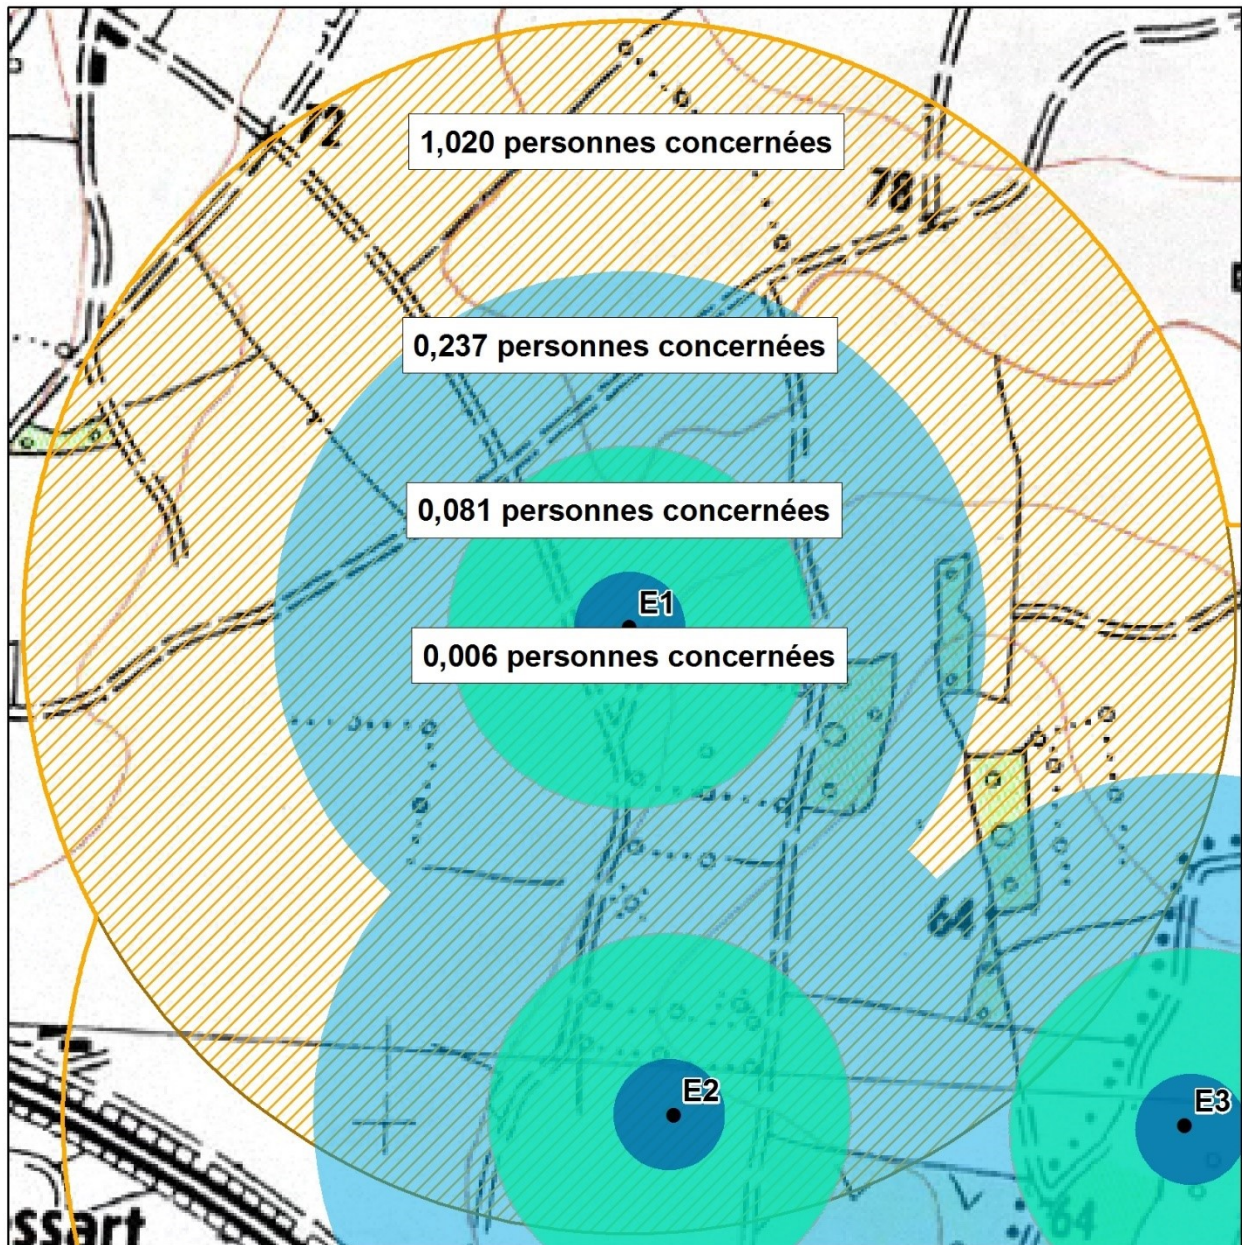 72
1,020 personnes concernées
78
0,237 personnes concernées
0,081 personnes concernées
E1
0,006 personnes concernées
64
E2
E3
ssart
64